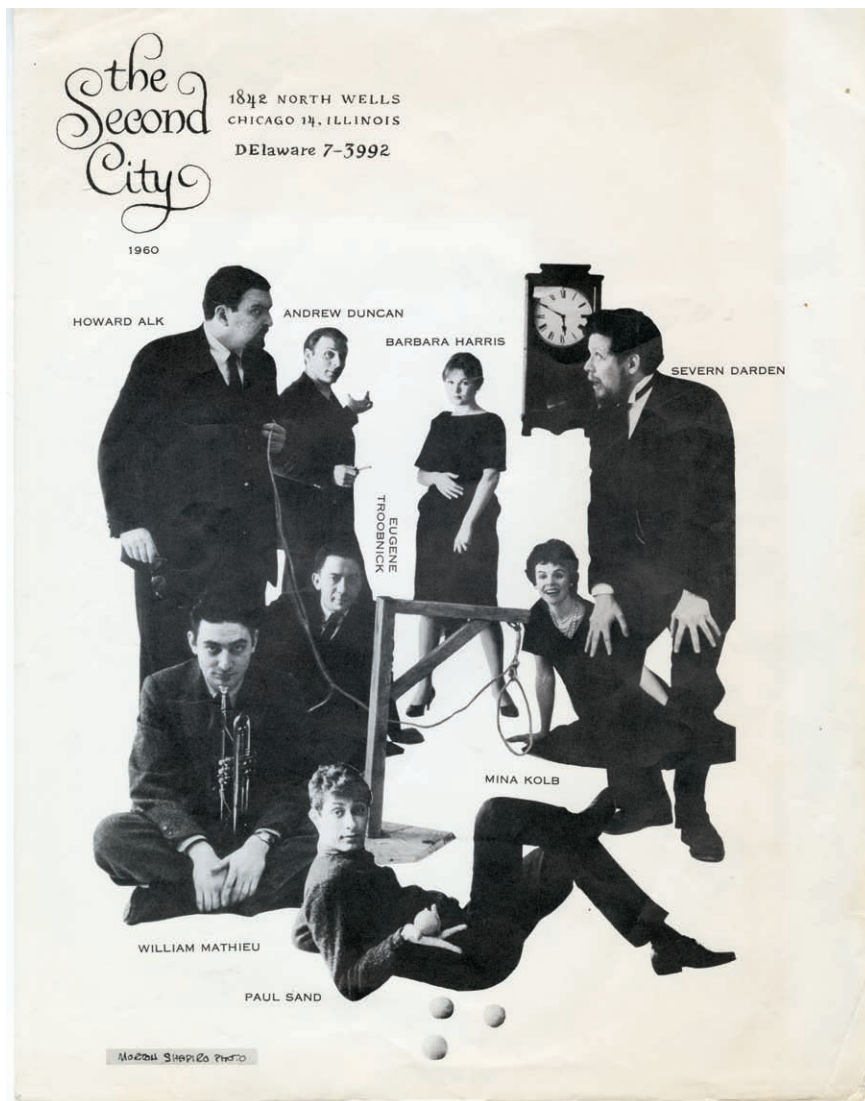 the
Second
City
1842 NORTH WELLS
CHICAGO 14, ILLINOIS
DElaware 7-3992
1960
HOWARD ALK
ANDREW DUNCAN
BARBARA HARRIS
SEVERN DARDEN
EUGENE
TROOBNICK
MINA KOLB
WILLIAM MATHIEU
PAUL SAND
MORTON SHAPIRO PHOTO